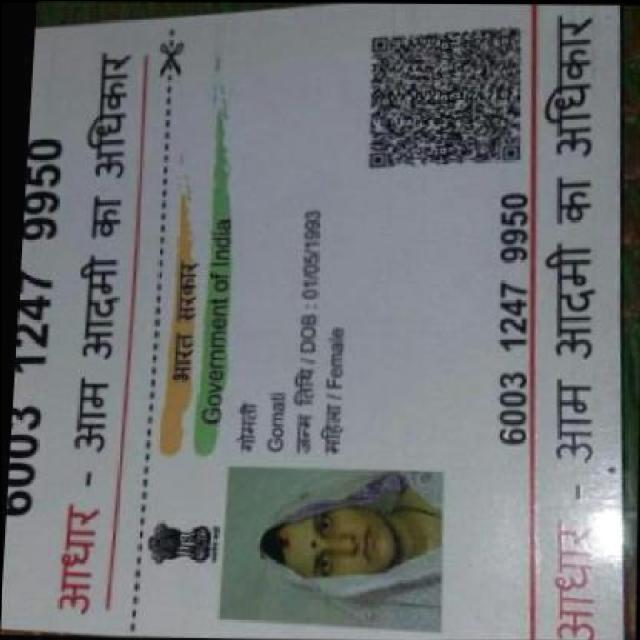 6003 1247 9950
आधार - आम आदमी का अधिकार
भारत सरकार
Government of India
गोमती
Gomati
जन्म तिथि / DOB : 01/05/1993
महिला / Female
6003 1247 9950
आधार - आम आदमी का अधिकार